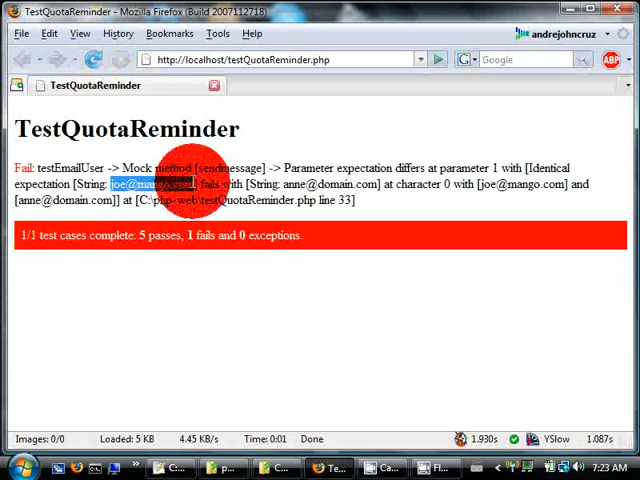 TestQuotaReminder - Mozilla Firefox (Build 2007112718)
File Edit View History Bookmarks Tools Help andrejohncruz
http://localhost/testQuotaReminder.php Google ABP
TestQuotaReminder
TestQuotaReminder
Fail: testEmailUser -> Mock method [sendmessage] -> Parameter expectation differs at parameter 1 with [Identical
expectation [String: joe@mango.com] fails with [String: anne@domain.com] at character 0 with [joe@mango.com] and
[anne@domain.com]] at [C:\php-web\testQuotaReminder.php line 33]
1/1 test cases complete: 5 passes, 1 fails and 0 exceptions.
Images: 0/0 Loaded: 5 KB 4.45 KB/s Time: 0:01 Done 1.930s YSlow 1.087s
C:... p... C... Te... Ca... Fl... 7:23 AM